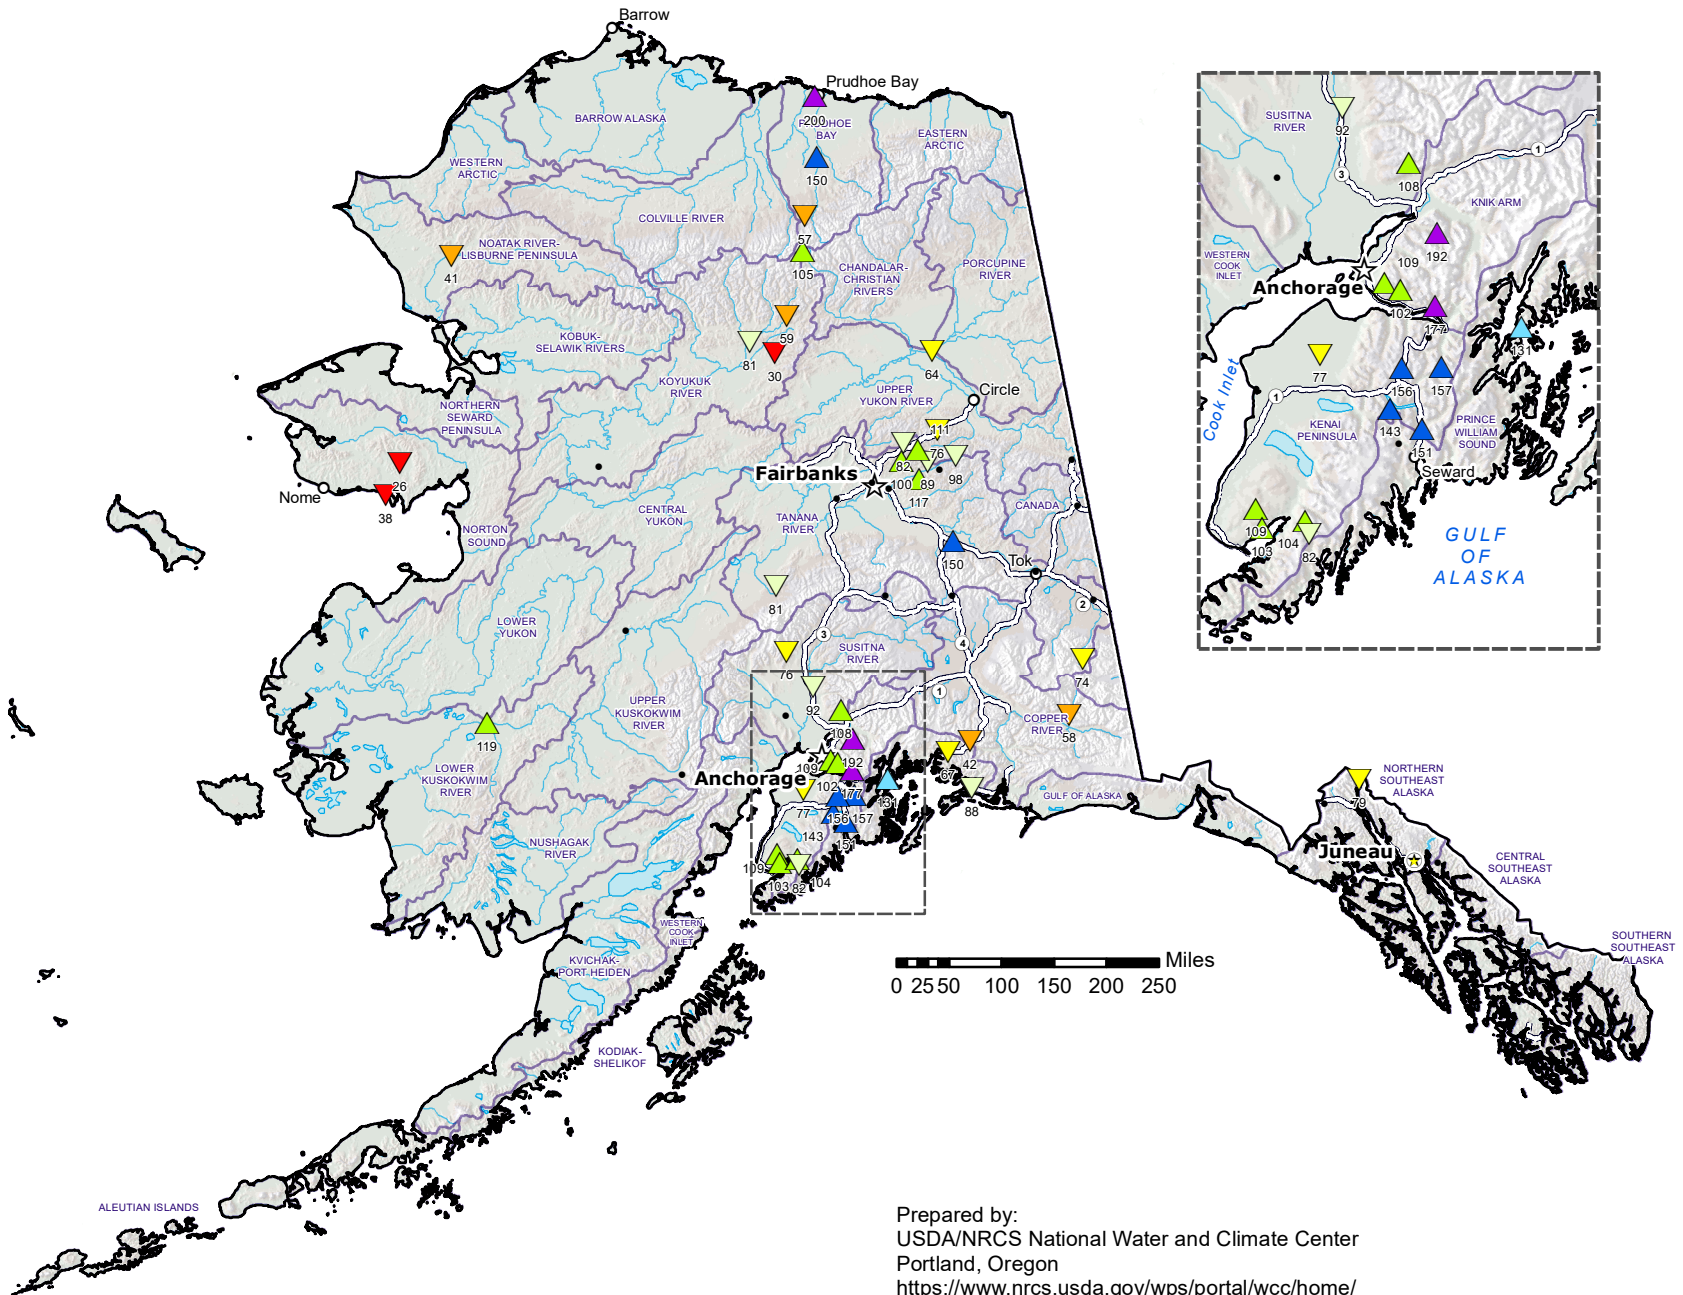 Barrow
Prudhoe Bay
200
PRUDHOE
BAY
BARROW ALASKA
EASTERN
ARCTIC
WESTERN
ARCTIC
150
COLVILLE RIVER
57
NOATAK RIVER-
LISBURNE PENINSULA
41
105
CHANDALAR-
CHRISTIAN
RIVERS
PORCUPINE
RIVER
59
81
30
KOBUK-
SELAWIK RIVERS
64
KOYUKUK
RIVER
UPPER
YUKON RIVER
Circle
NORTHERN
SEWARD
PENINSULA
111
76
82
98
Fairbanks
100
89
117
26
Nome
38
CENTRAL
YUKON
TANANA
RIVER
CANADA
NORTON
SOUND
150
Tok
81
2
LOWER
YUKON
3
4
SUSITNA
RIVER
76
74
92
1
UPPER
KUSKOKWIM
RIVER
COPPER
RIVER
58
119
108
LOWER
KUSKOKWIM
RIVER
109
192
42
67
Anchorage
102
177
131
77
156
157
88
GULF OF ALASKA
143
151
NUSHAGAK
RIVER
109
103
82
104
WESTERN
COOK
INLET
KVICHAK-
PORT HEIDEN
KODIAK-
SHELIKOF
ALEUTIAN ISLANDS
SUSITNA
RIVER
92
3
1
108
KNIK ARM
192
WESTERN
COOK
INLET
109
Anchorage
102
177
131
77
Cook Inlet
1
156
157
KENAI
PENINSULA
143
PRINCE
WILLIAM
SOUND
151
Seward
109
103
104
82
GULF
OF
ALASKA
79
NORTHERN
SOUTHEAST
ALASKA
Juneau
CENTRAL
SOUTHEAST
ALASKA
SOUTHERN
SOUTHEAST
ALASKA
Miles
0 25 50 100 150 200 250
Prepared by:
USDA/NRCS National Water and Climate Center
Portland, Oregon
https://www.nrcs.usda.gov/wps/portal/wcc/home/